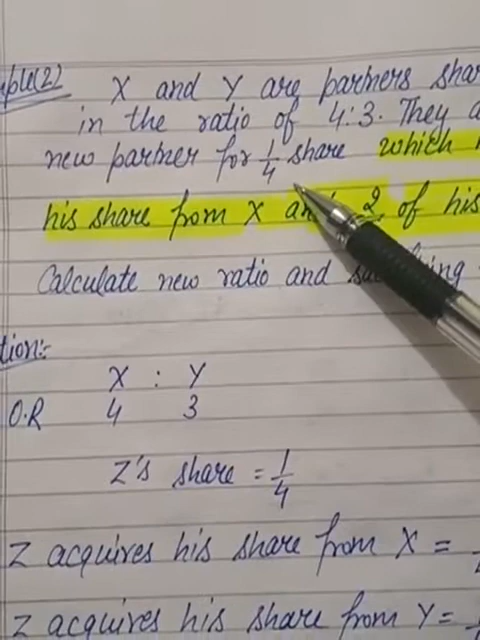 ple(2) X and Y are partners shar
in the ratio of 4:3. They a
new partner for 1/4 share which
his share from X an 2 of his
Calculate new ratio and
tion:-
X : Y
O.R 4 3
Z's share = 1/4
Z acquires his share from X =
Z acquires his share from Y =